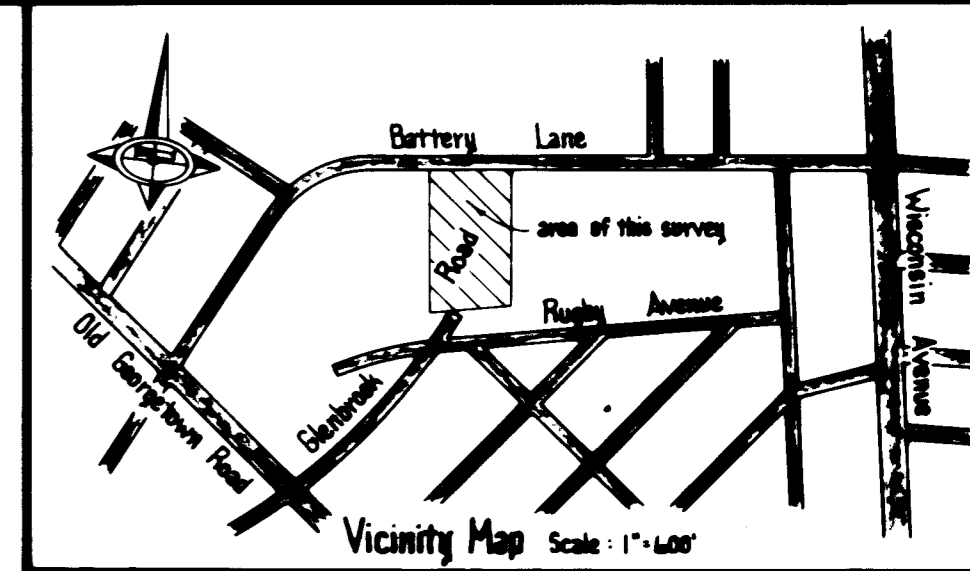 Battery Lane
Wisconsin Avenue
area of this survey
Road
Rugby Avenue
Old Georgetown Road
Glenbrook
Vicinity Map Scale : 1"=600'